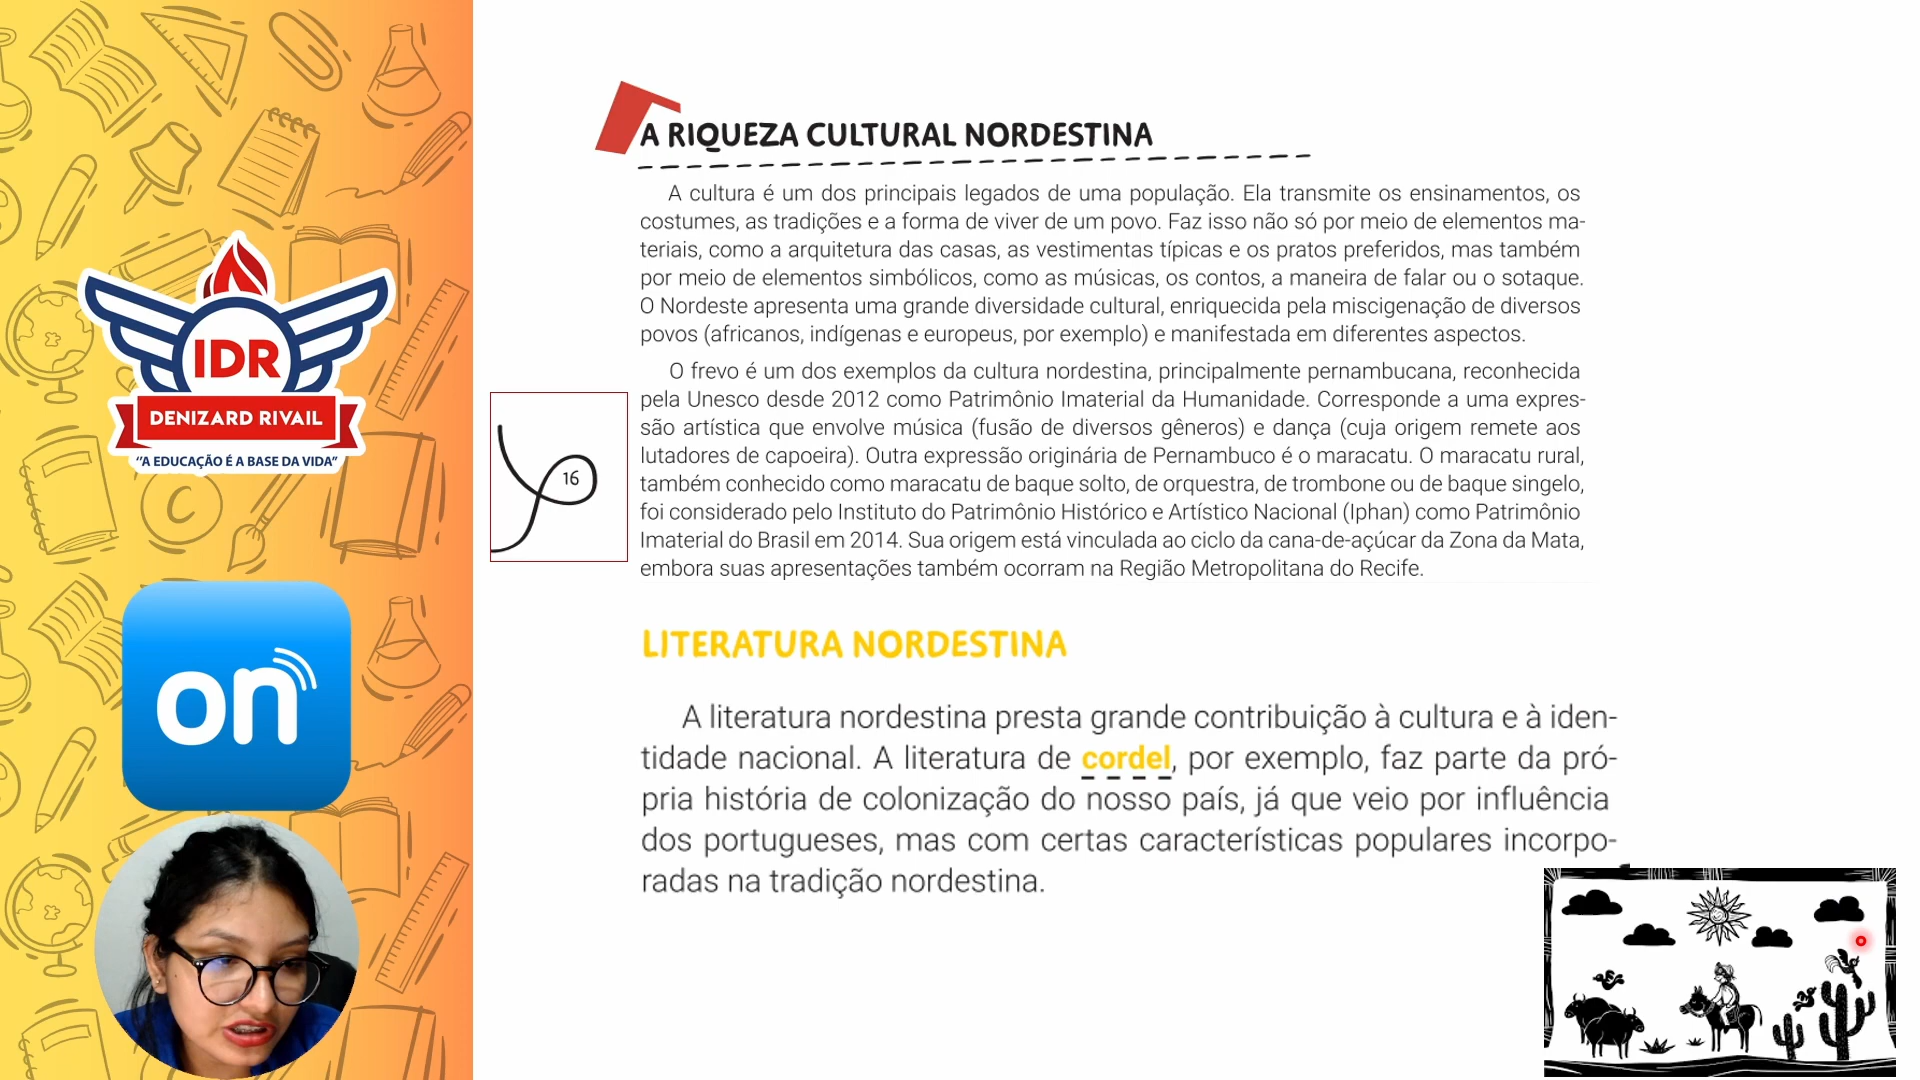 A RIQUEZA CULTURAL NORDESTINA
A cultura é um dos principais legados de uma população. Ela transmite os ensinamentos, os
costumes, as tradições e a forma de viver de um povo. Faz isso não só por meio de elementos ma-
teriais, como a arquitetura das casas, as vestimentas típicas e os pratos preferidos, mas também
por meio de elementos simbólicos, como as músicas, os contos, a maneira de falar ou o sotaque.
O Nordeste apresenta uma grande diversidade cultural, enriquecida pela miscigenação de diversos
povos (africanos, indígenas e europeus, por exemplo) e manifestada em diferentes aspectos.
O frevo é um dos exemplos da cultura nordestina, principalmente pernambucana, reconhecida
pela Unesco desde 2012 como Patrimônio Imaterial da Humanidade. Corresponde a uma expres-
são artística que envolve música (fusão de diversos gêneros) e dança (cuja origem remete aos
lutadores de capoeira). Outra expressão originária de Pernambuco é o maracatu. O maracatu rural,
também conhecido como maracatu de baque solto, de orquestra, de trombone ou de baque singelo,
foi considerado pelo Instituto do Patrimônio Histórico e Artístico Nacional (Iphan) como Patrimônio
Imaterial do Brasil em 2014. Sua origem está vinculada ao ciclo da cana-de-açúcar da Zona da Mata,
embora suas apresentações também ocorram na Região Metropolitana do Recife.
16
LITERATURA NORDESTINA
A literatura nordestina presta grande contribuição à cultura e à iden-
tidade nacional. A literatura de cordel, por exemplo, faz parte da pró-
pria história de colonização do nosso país, já que veio por influência
dos portugueses, mas com certas características populares incorpo-
radas na tradição nordestina.
IDR
DENIZARD RIVAIL
"A EDUCAÇÃO É A BASE DA VIDA"
on